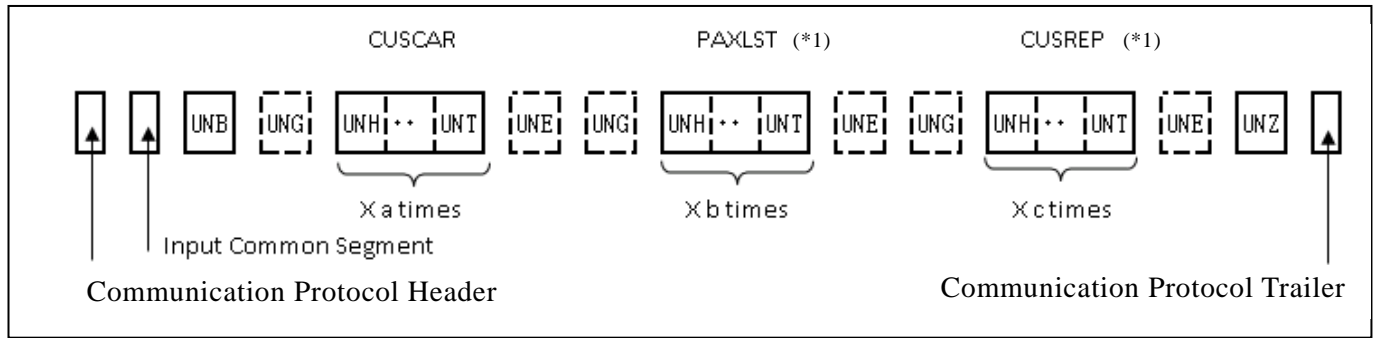 CUSCAR PAXLST (*1) CUSREP (*1)
UNB UNG UNH ・・ UNT UNE UNG UNH ・・ UNT UNE UNG UNH ・・ UNT UNE UNZ
X a times X b times X c times
Input Common Segment
Communication Protocol Header Communication Protocol Trailer